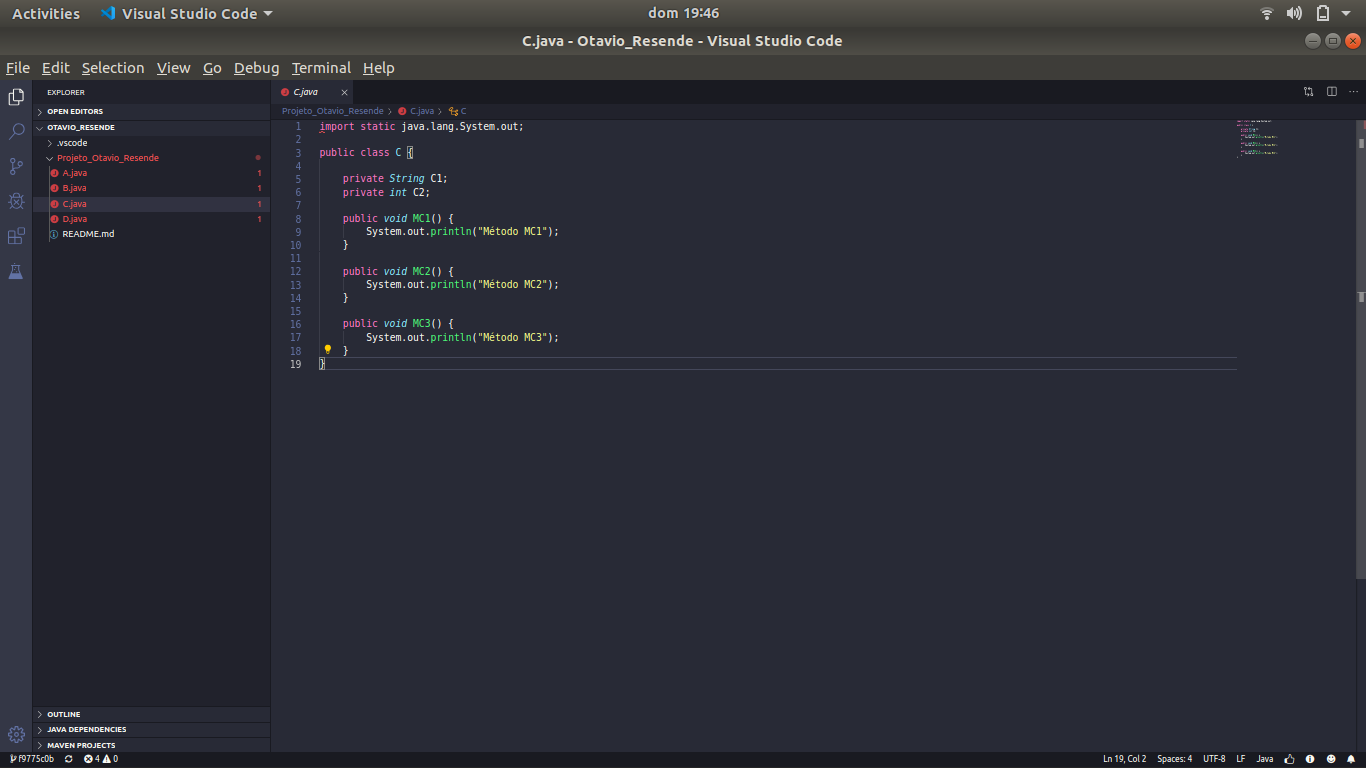 Activities Visual Studio Code dom 19:46
C.java - Otavio_Resende - Visual Studio Code
File Edit Selection View Go Debug Terminal Help
EXPLORER
OPEN EDITORS
OTAVIO_RESENDE
.vscode
Projeto_Otavio_Resende
A.java 1
B.java 1
C.java 1
D.java 1
README.md
OUTLINE
JAVA DEPENDENCIES
MAVEN PROJECTS
C.java
Projeto_Otavio_Resende > C.java > C
1 import static java.lang.System.out;
2
3 public class C {
4
5 private String C1;
6 private int C2;
7
8 public void MC1() {
9 System.out.println("Método MC1");
10 }
11
12 public void MC2() {
13 System.out.println("Método MC2");
14 }
15
16 public void MC3() {
17 System.out.println("Método MC3");
18 }
19 }
f9775c0b 4 0 Ln 19, Col 2 Spaces: 4 UTF-8 LF Java